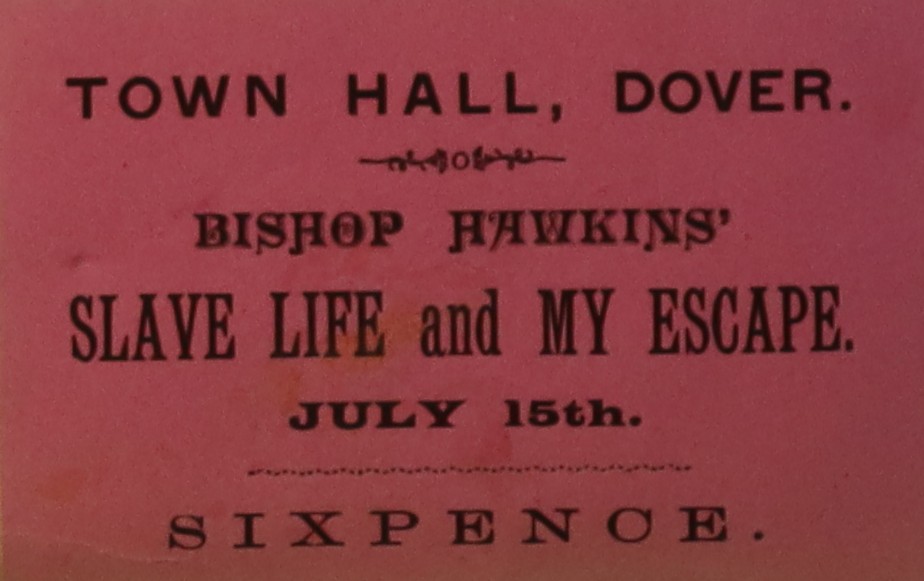 TOWN HALL, DOVER.
BISHOP HAWKINS'
SLAVE LIFE and MY ESCAPE.
JULY 15th.
SIXPENCE.